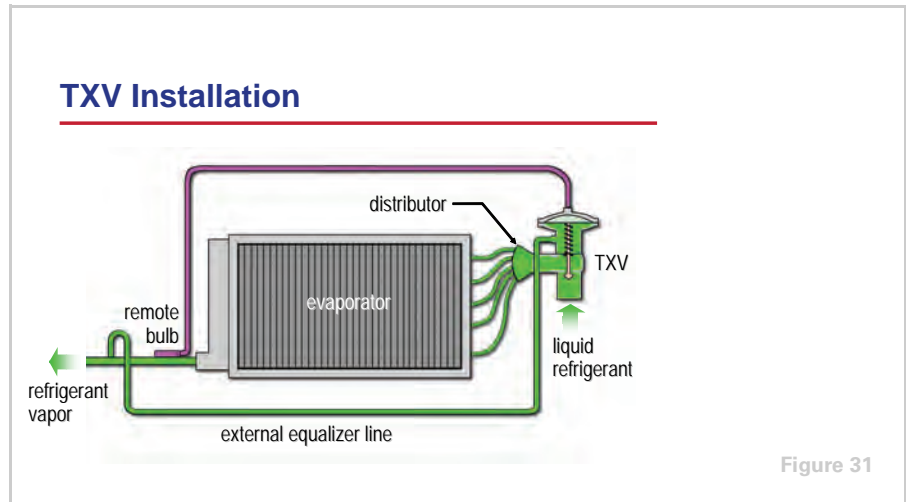 TXV Installation
distributor
TXV
evaporator
remote
bulb
liquid
refrigerant
refrigerant
vapor
external equalizer line
Figure 31